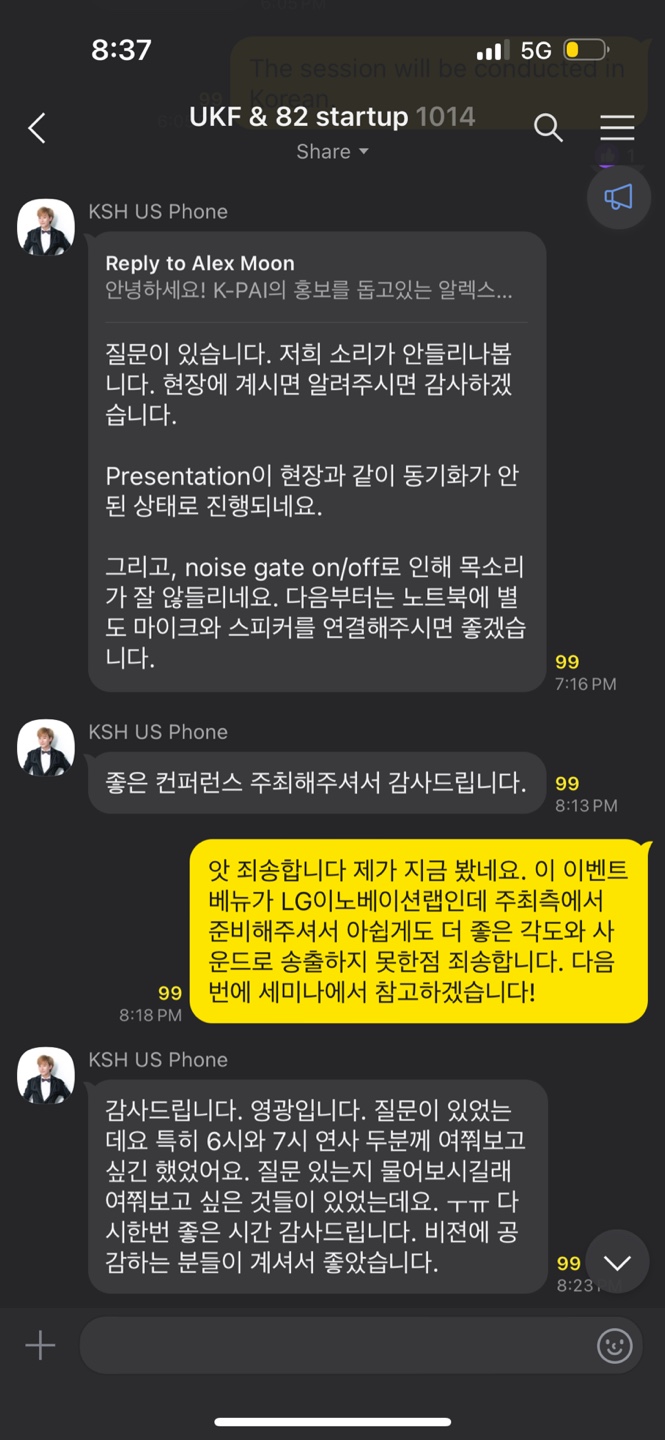 8:37
5G
The session will be conducted in
Korean.
UKF & 82 startup 1014
Share
1
KSH US Phone
Reply to Alex Moon
안녕하세요! K-PAI의 홍보를 돕고있는 알렉스...
질문이 있습니다. 저희 소리가 안들리나봅
니다. 현장에 계시면 알려주시면 감사하겠
습니다.
Presentation이 현장과 같이 동기화가 안
된 상태로 진행되네요.
그리고, noise gate on/off로 인해 목소리
가 잘 않들리네요. 다음부터는 노트북에 별
도 마이크와 스피커를 연결해주시면 좋겠습
니다.
99
7:16 PM
KSH US Phone
좋은 컨퍼런스 주최해주셔서 감사드립니다.
99
8:13 PM
앗 죄송합니다 제가 지금 봤네요. 이 이벤트
베뉴가 LG이노베이션랩인데 주최측에서
준비해주셔서 아쉽게도 더 좋은 각도와 사
운드로 송출하지 못한점 죄송합니다. 다음
번에 세미나에서 참고하겠습니다!
99
8:18 PM
KSH US Phone
감사드립니다. 영광입니다. 질문이 있었는
데요 특히 6시와 7시 연사 두분께 여쭤보고
싶긴 했었어요. 질문 있는지 물어보시길래
여쭤보고 싶은 것들이 있었는데요. ㅜㅠ 다
시한번 좋은 시간 감사드립니다. 비젼에 공
감하는 분들이 계셔서 좋았습니다.
99
8:23 PM